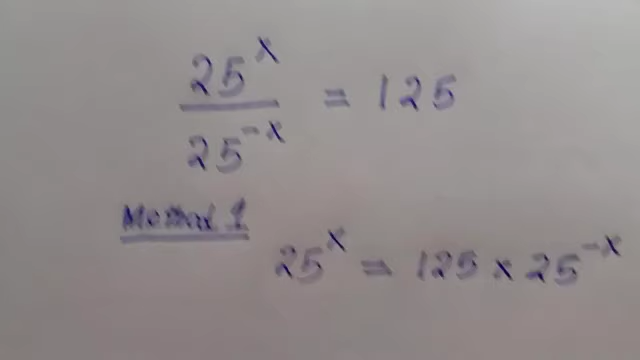 25^x / 25^-x = 125
Method 1
25^x = 125 x 25^-x